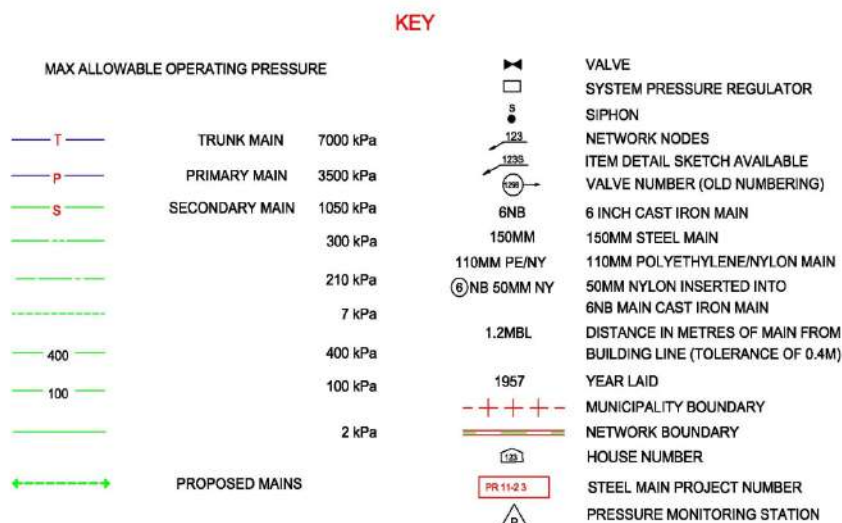 KEY
MAX ALLOWABLE OPERATING PRESSURE
T TRUNK MAIN 7000 kPa
P PRIMARY MAIN 3500 kPa
S SECONDARY MAIN 1050 kPa
300 kPa
210 kPa
7 kPa
400 400 kPa
100 100 kPa
2 kPa
PROPOSED MAINS
VALVE
SYSTEM PRESSURE REGULATOR
S SIPHON
123 NETWORK NODES
123S ITEM DETAIL SKETCH AVAILABLE
VALVE NUMBER (OLD NUMBERING)
6NB 6 INCH CAST IRON MAIN
150MM 150MM STEEL MAIN
110MM PE/NY 110MM POLYETHYLENE/NYLON MAIN
6 NB 50MM NY 50MM NYLON INSERTED INTO
6NB MAIN CAST IRON MAIN
1.2MBL DISTANCE IN METRES OF MAIN FROM
BUILDING LINE (TOLERANCE OF 0.4M)
1957 YEAR LAID
MUNICIPALITY BOUNDARY
NETWORK BOUNDARY
123 HOUSE NUMBER
PR 11-2 3 STEEL MAIN PROJECT NUMBER
P PRESSURE MONITORING STATION